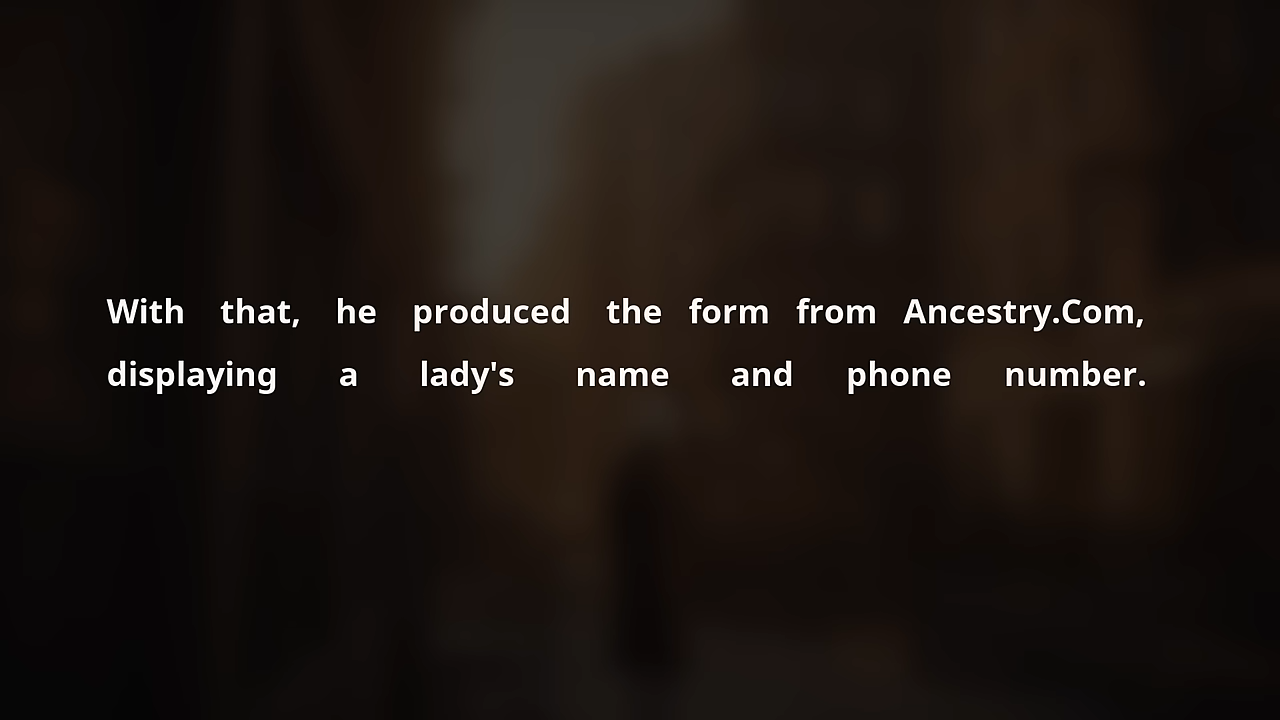 With that, he produced the form from Ancestry.Com,
displaying a lady's name and phone number.